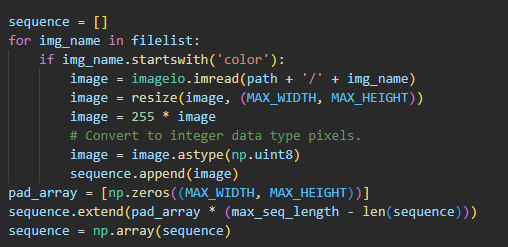 sequence = []
for img_name in filelist:
    if img_name.startswith('color'):
        image = imageio.imread(path + '/' + img_name)
        image = resize(image, (MAX_WIDTH, MAX_HEIGHT))
        image = 255 * image
        # Convert to integer data type pixels.
        image = image.astype(np.uint8)
        sequence.append(image)
pad_array = [np.zeros((MAX_WIDTH, MAX_HEIGHT))]
sequence.extend(pad_array * (max_seq_length - len(sequence)))
sequence = np.array(sequence)